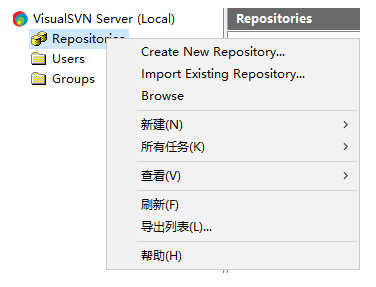 VisualSVN Server (Local)
Repositories
Users
Groups
Repositories
Create New Repository...
Import Existing Repository...
Browse
新建(N)
所有任务(K)
查看(V)
刷新(F)
导出列表(L)...
帮助(H)